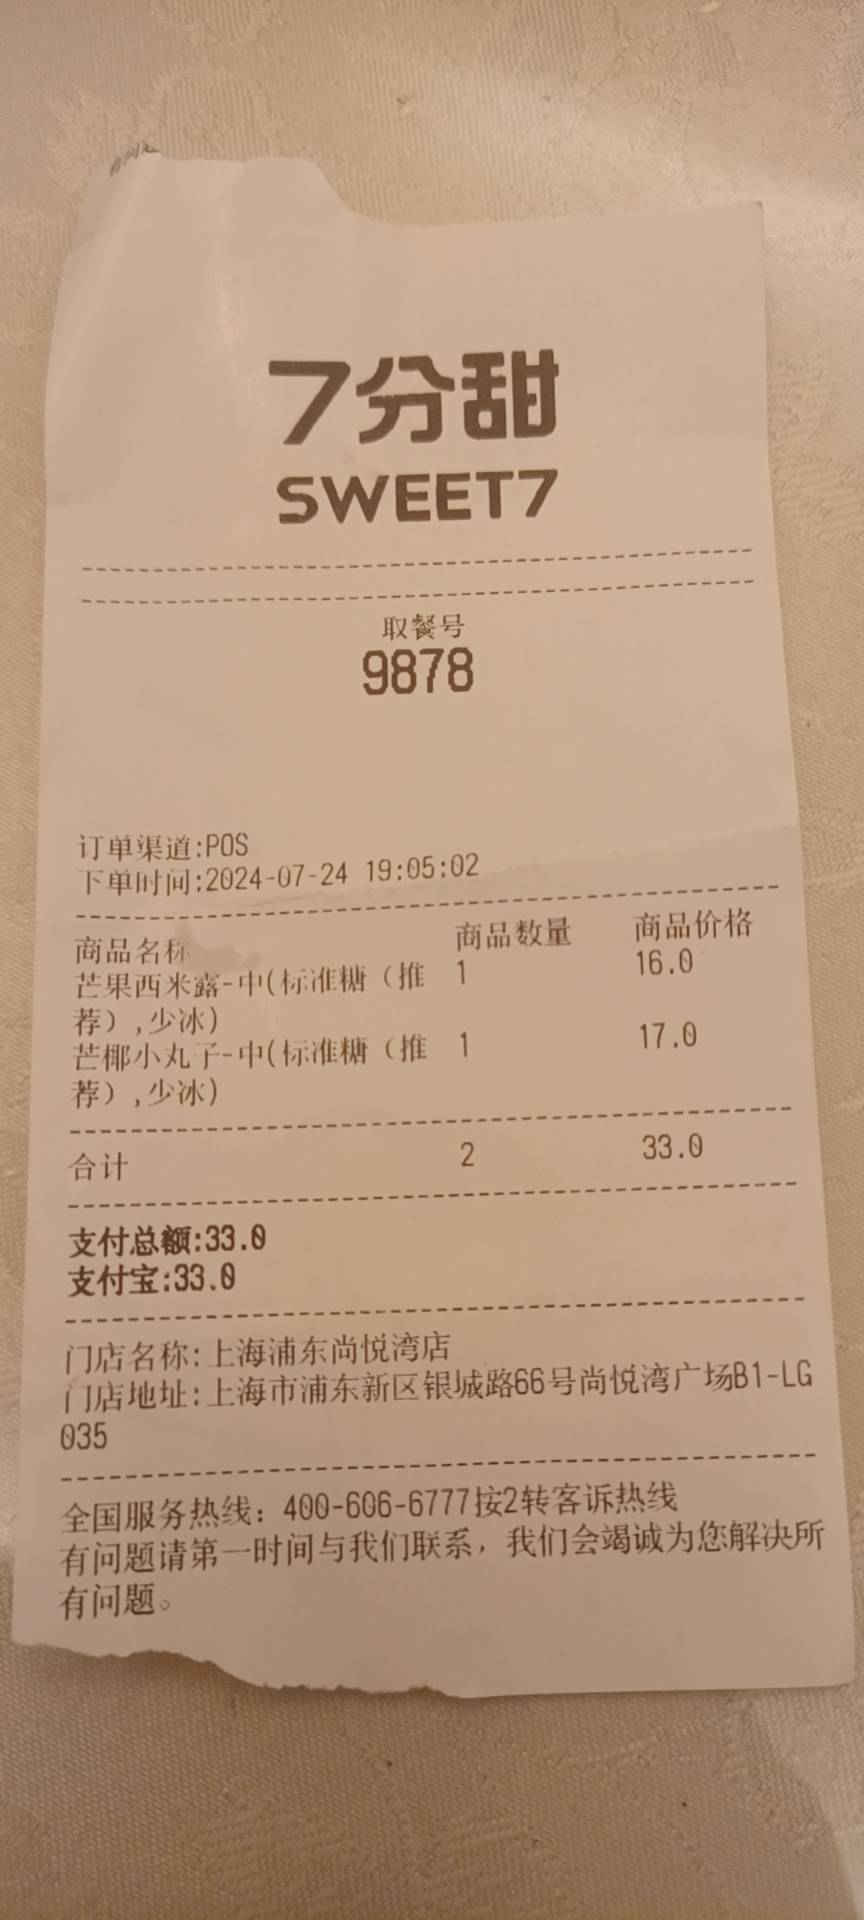 7分甜
SWEET7
取餐号
9878
订单渠道:POS
下单时间:2024-07-24 19:05:02
商品名称 商品数量 商品价格
芒果西米露-中(标准糖（推 1 16.0
荐）,少冰)
芒椰小丸子-中(标准糖（推 1 17.0
荐）,少冰)
合计 2 33.0
支付总额:33.0
支付宝:33.0
门店名称:上海浦东尚悦湾店
门店地址:上海市浦东新区银城路66号尚悦湾广场B1-LG
035
全国服务热线：400-606-6777按2转客诉热线
有问题请第一时间与我们联系，我们会竭诚为您解决所
有问题。